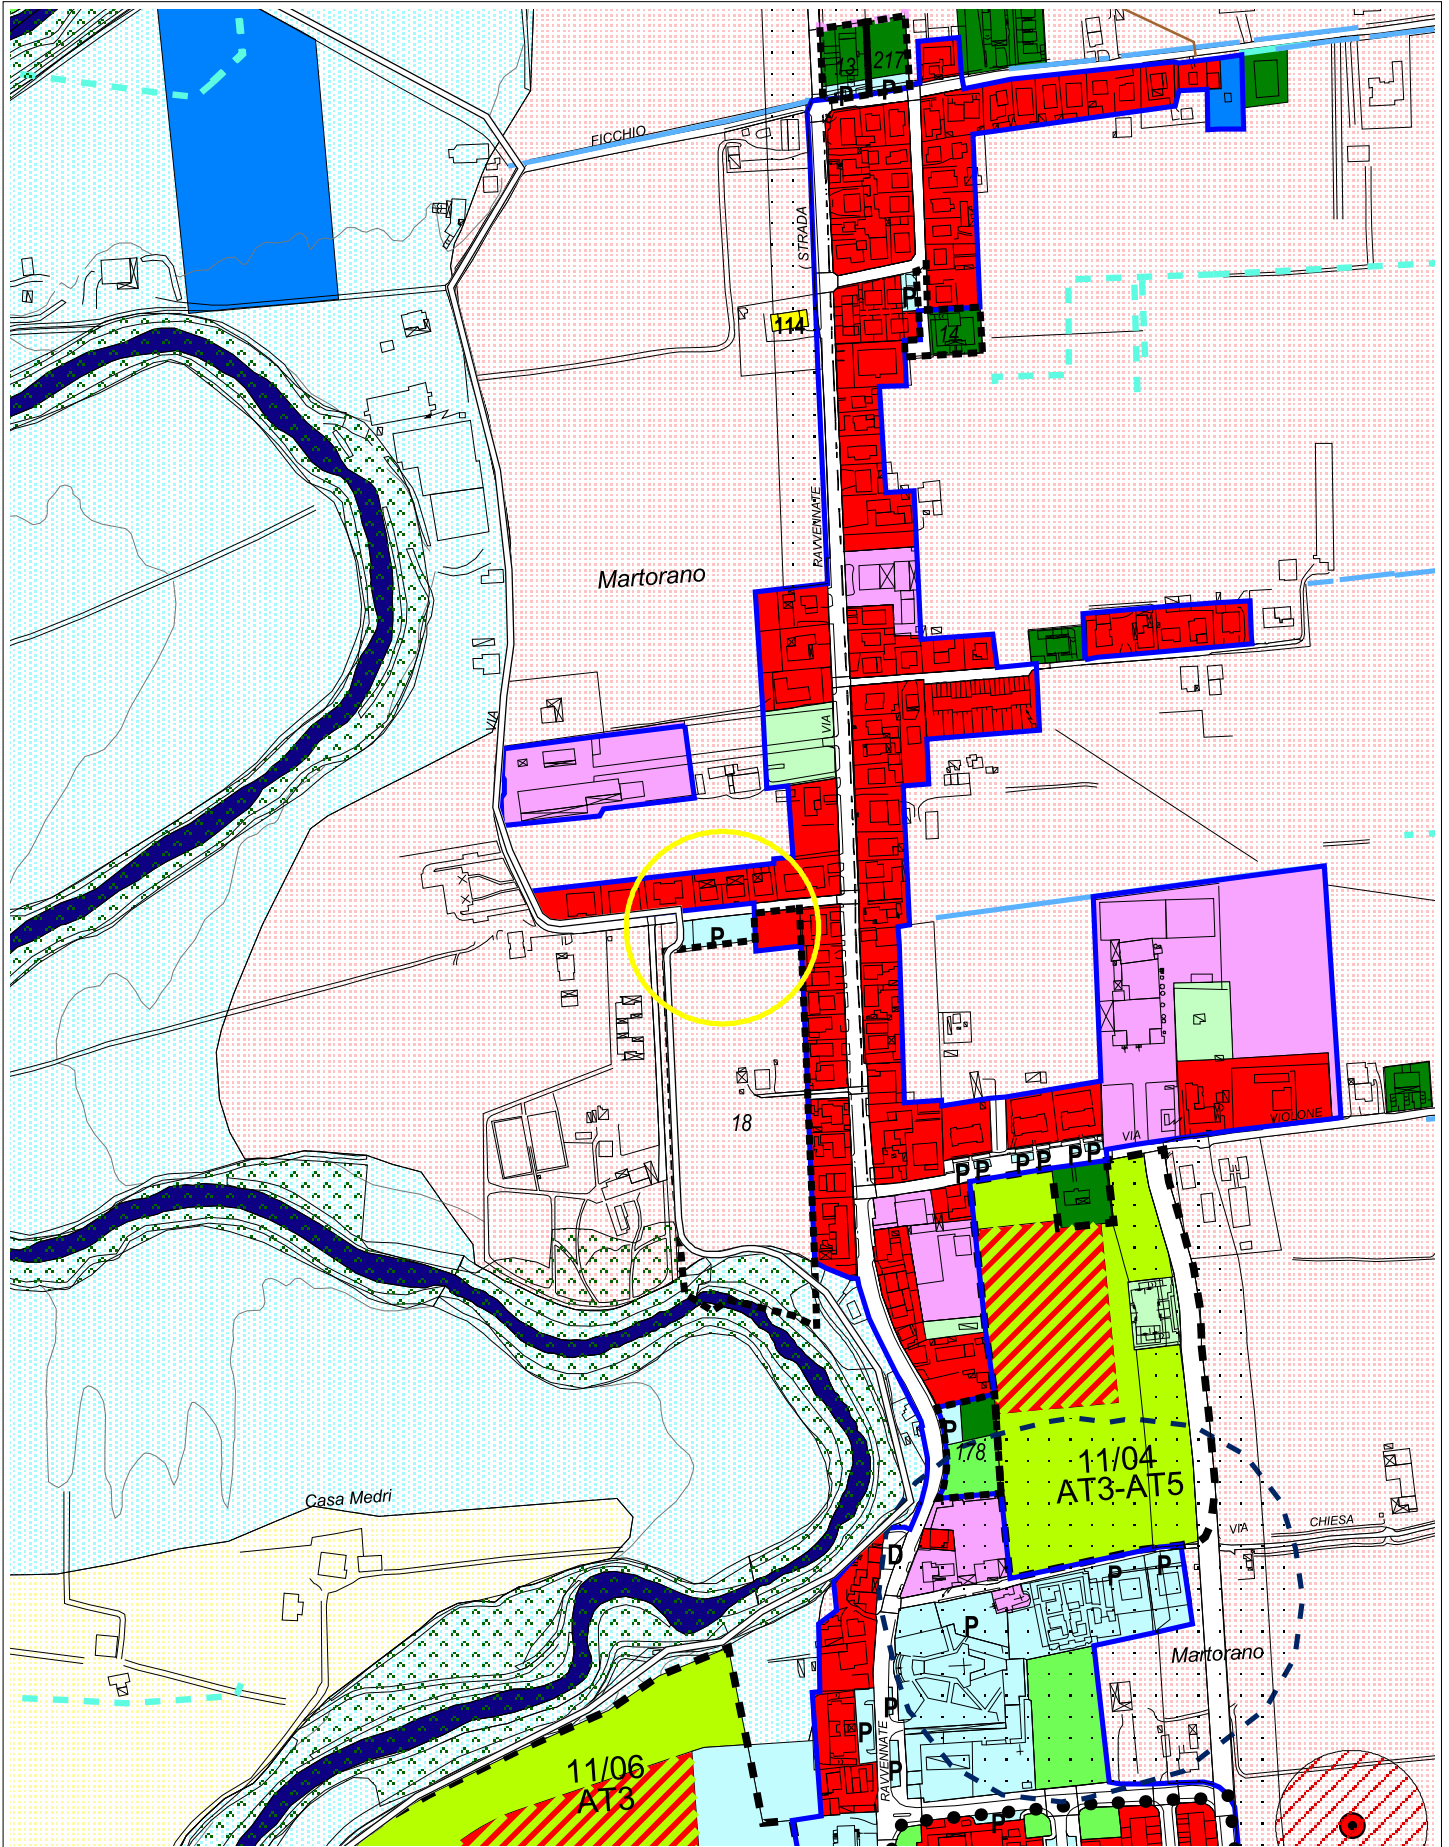 13
217
P
P
FICCHIO
STRADA
P
114
14
RAVVENNATE
Martorano
VIA
VIA
P
18
VIOLONE
VIA
P P P P P P
P
178
11/04
AT3-AT5
Casa Medri
CHIESA
VIA
D
P
P
P
Martorano
P
P
RAVVENNATE
P
11/06
AT3
P